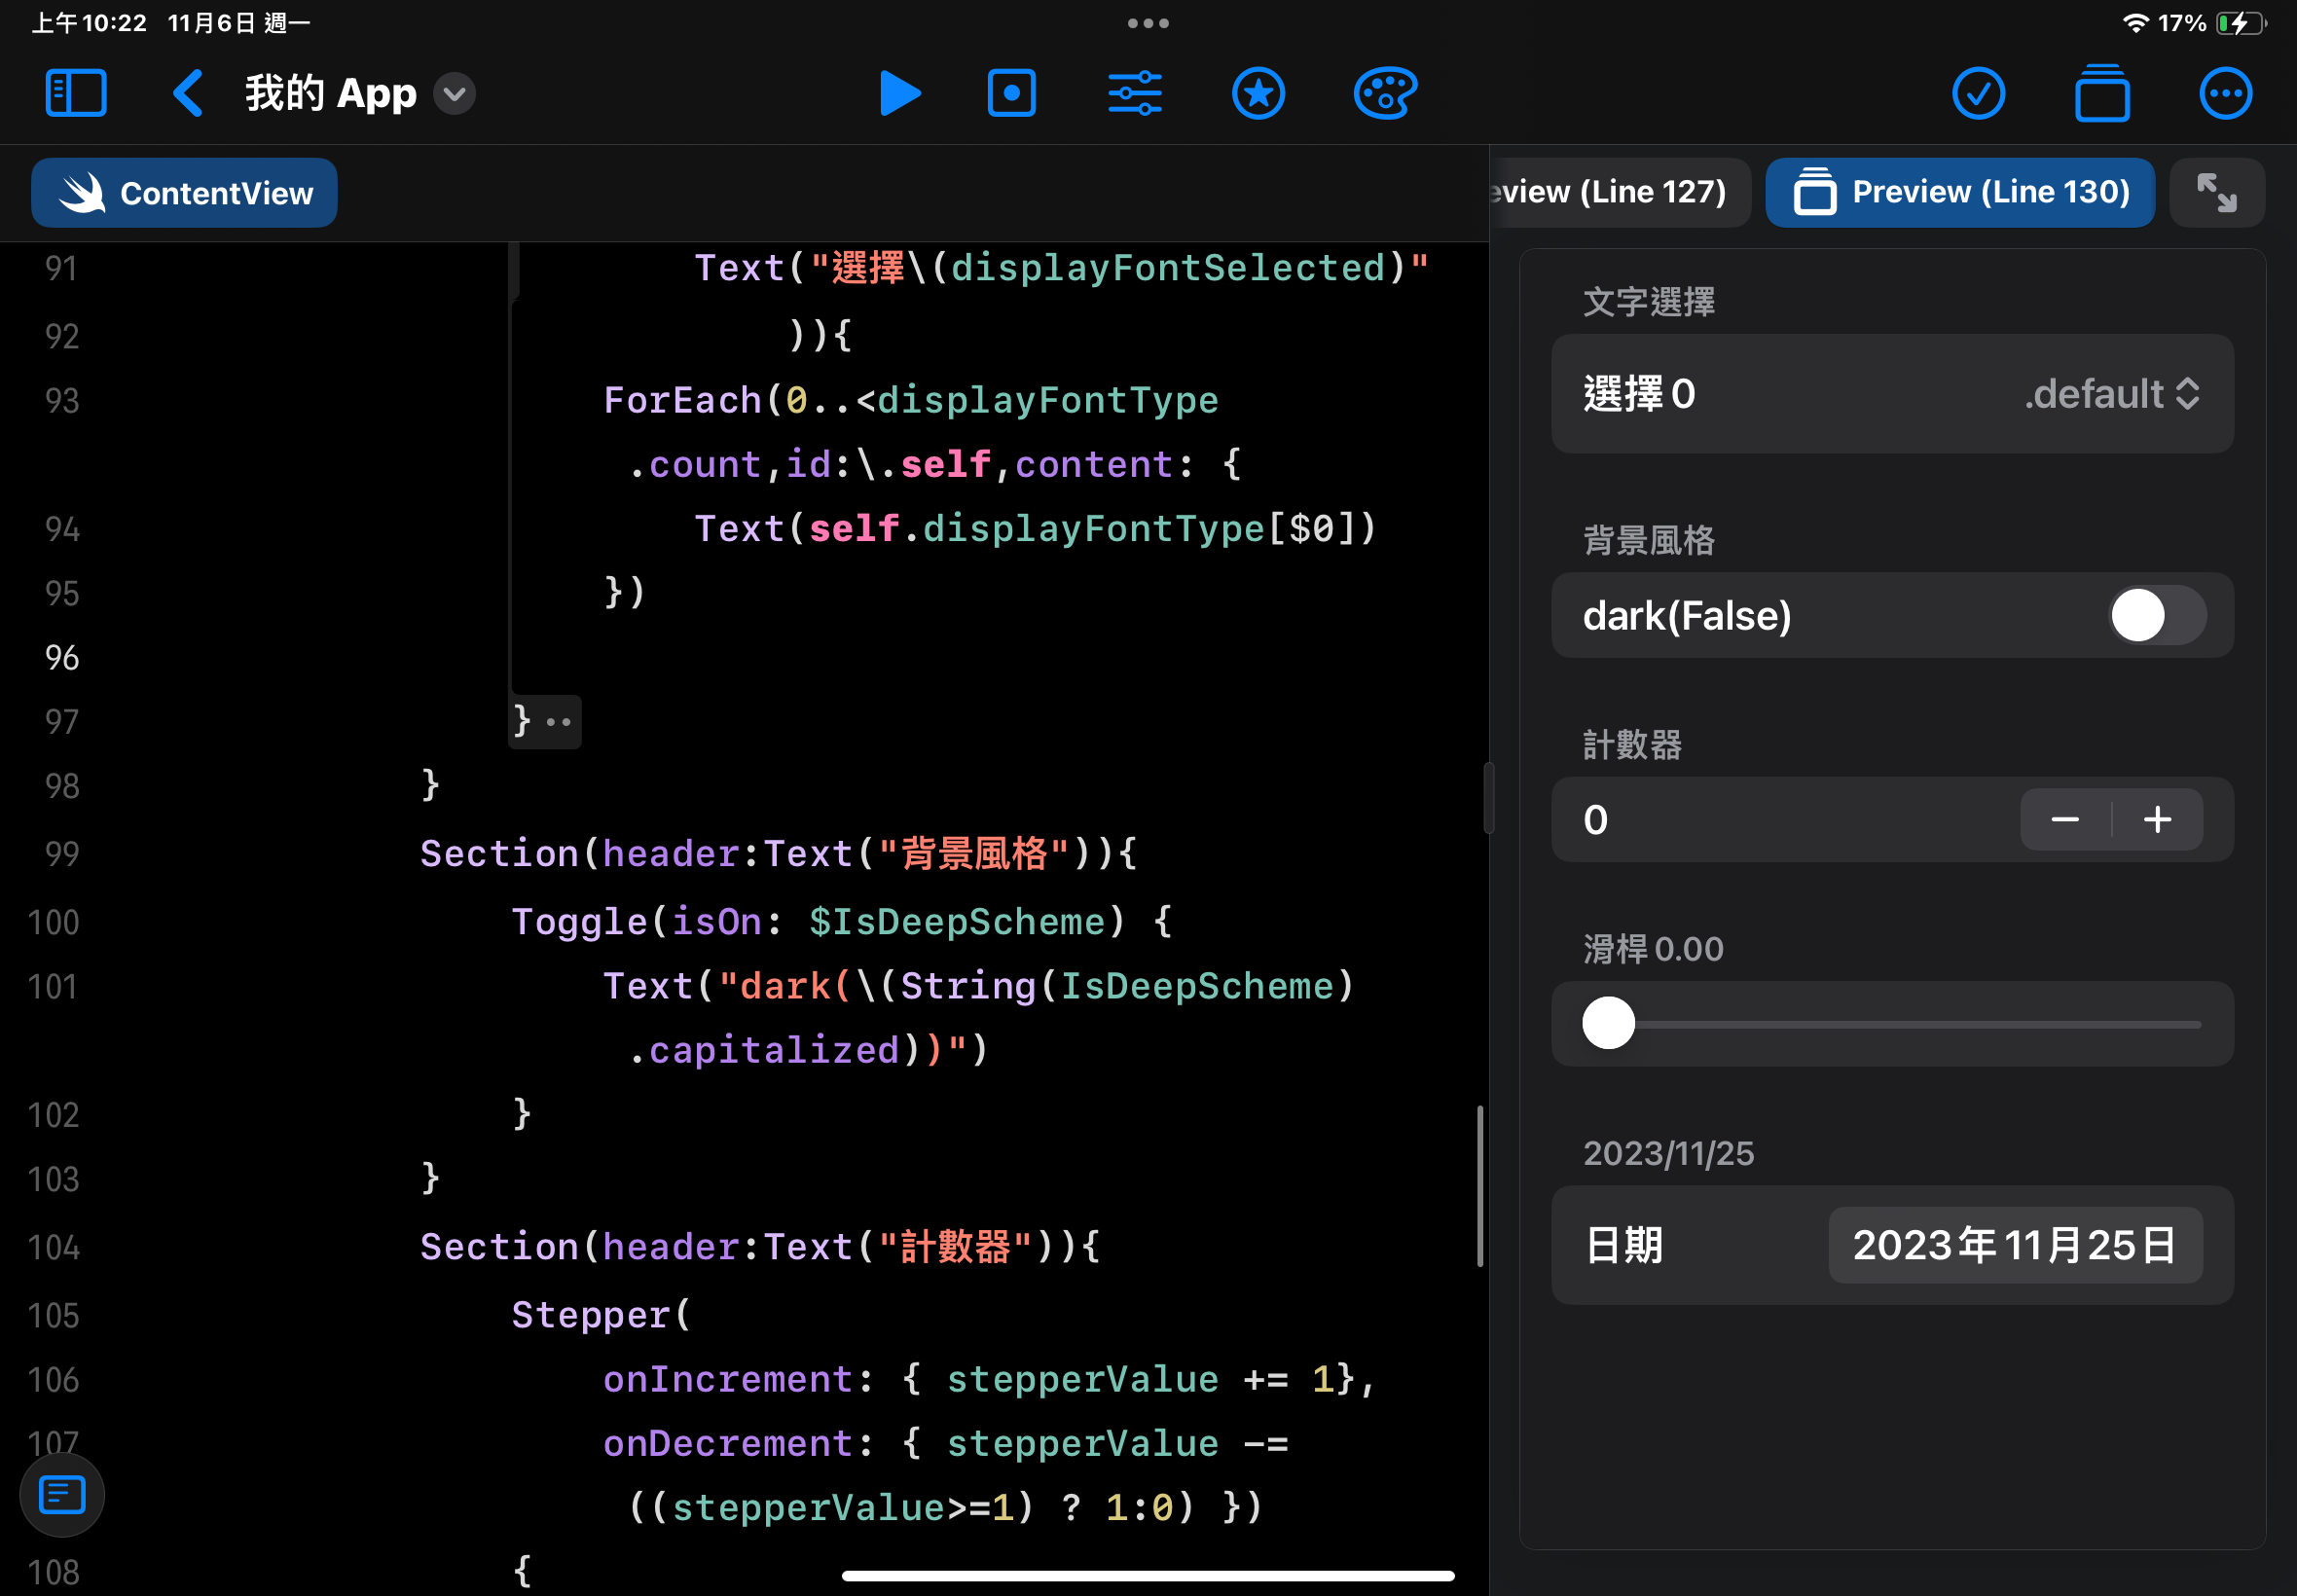 上午10:22 11月6日 週一
17%
我的 App
ContentView
eview (Line 127)
Preview (Line 130)
91 Text("選擇\(displayFontSelected)"
92 )){
93 ForEach(0..<displayFontType
.count,id:\.self,content: {
94 Text(self.displayFontType[$0])
95 })
96
97 }
98 }
99 Section(header:Text("背景風格")){
100 Toggle(isOn: $IsDeepScheme) {
101 Text("dark(\(String(IsDeepScheme)
.capitalized))")
102 }
103 }
104 Section(header:Text("計數器")){
105 Stepper(
106 onIncrement: { stepperValue += 1},
107 onDecrement: { stepperValue -=
((stepperValue>=1) ? 1:0) })
108 {
文字選擇
選擇0 .default
背景風格
dark(False)
計數器
0 − +
滑桿0.00
2023/11/25
日期 2023年11月25日